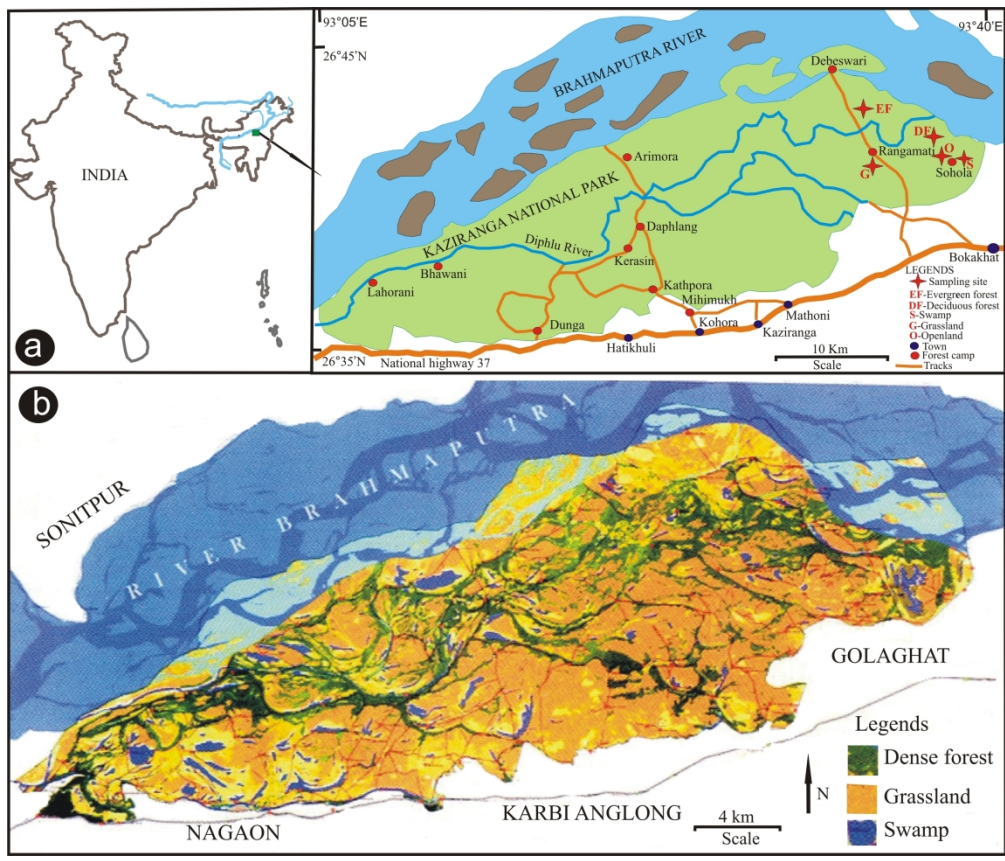 a
INDIA
93°05'E
93°40'E
26°45'N
26°35'N
BRAHMAPUTRA RIVER
KAZIRANGA NATIONAL PARK
Debeswari
EF
DF
Rangamati
O
S
G
Sohola
Arimora
Daphlang
Diphlu River
Kerasin
Bhawani
Lahorani
Kathpora
Mihimukh
Dunga
Bokakhat
Mathoni
Kohora
Kaziranga
Hatikhuli
National highway 37
10 Km
Scale
LEGENDS
Sampling site
EF-Evergreen forest
DF-Deciduous forest
S-Swamp
G-Grassland
O-Openland
Town
Forest camp
Tracks
b
SONITPUR
RIVER BRAHMAPUTRA
GOLAGHAT
KARBI ANGLONG
NAGAON
N
4 km
Scale
Legends
Dense forest
Grassland
Swamp